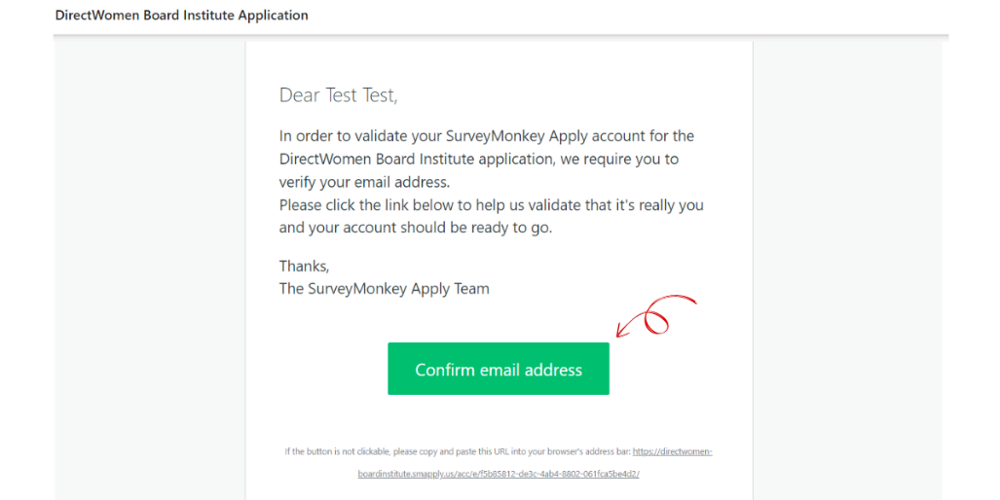 DirectWomen Board Institute Application
Dear Test Test,
In order to validate your SurveyMonkey Apply account for the
DirectWomen Board Institute application, we require you to
verify your email address.
Please click the link below to help us validate that it's really you
and your account should be ready to go.
Thanks,
The SurveyMonkey Apply Team
Confirm email address
If the button is not clickable, please copy and paste this URL into your browser's address bar: https://directwomen-
boardinstitute.smapply.us/acc/e/f5b85812-de3c-4ab4-8802-061fca5be4d2/